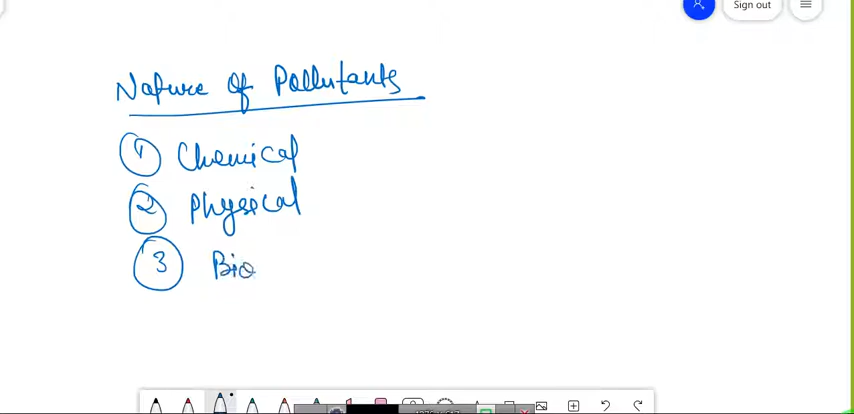 Sign out
Nature of Pollutants
1 Chemical
2 Physical
3 Bio